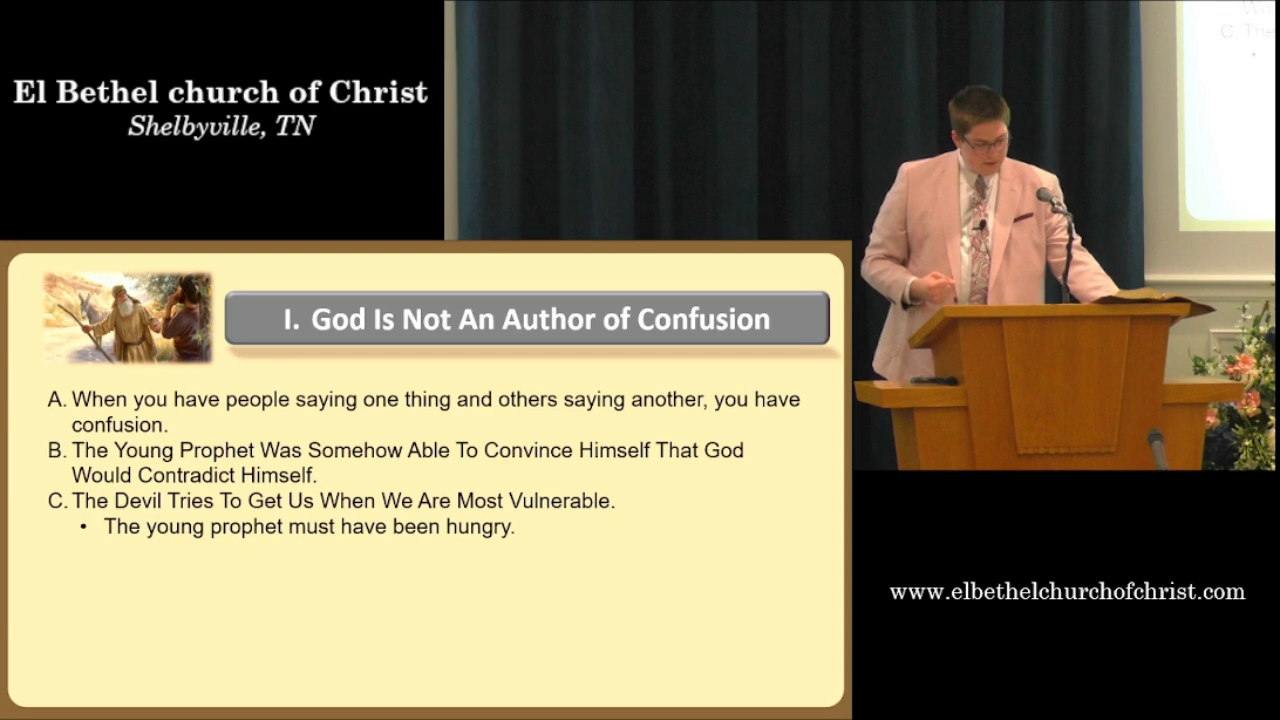 El Bethel church of Christ
Shelbyville, TN
C. The
I. God Is Not An Author of Confusion
A. When you have people saying one thing and others saying another, you have
confusion.
B. The Young Prophet Was Somehow Able To Convince Himself That God
Would Contradict Himself.
C. The Devil Tries To Get Us When We Are Most Vulnerable.
• The young prophet must have been hungry.
www.elbethelchurchofchrist.com